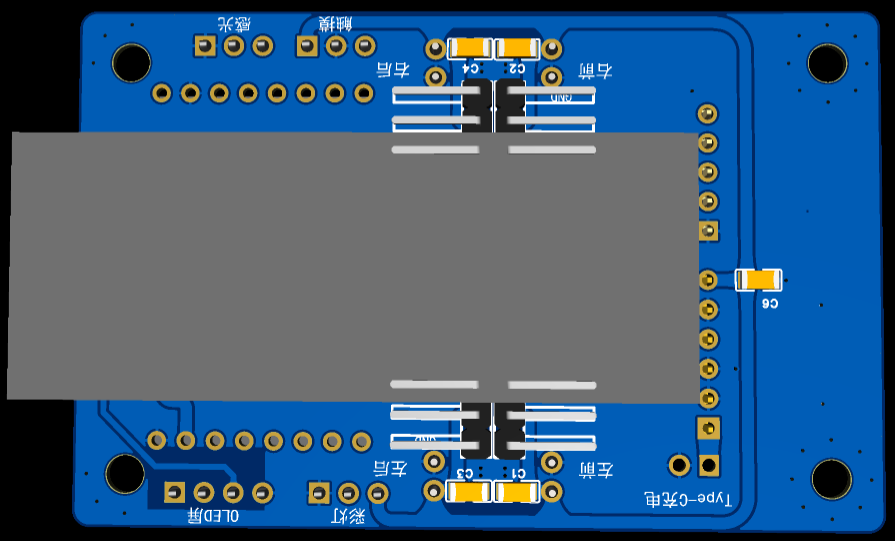 感光
触摸
右后
C4
C2
右前
GND
C6
GND
左后
C3
C1
左前
Type-C充电
OLED屏
彩灯